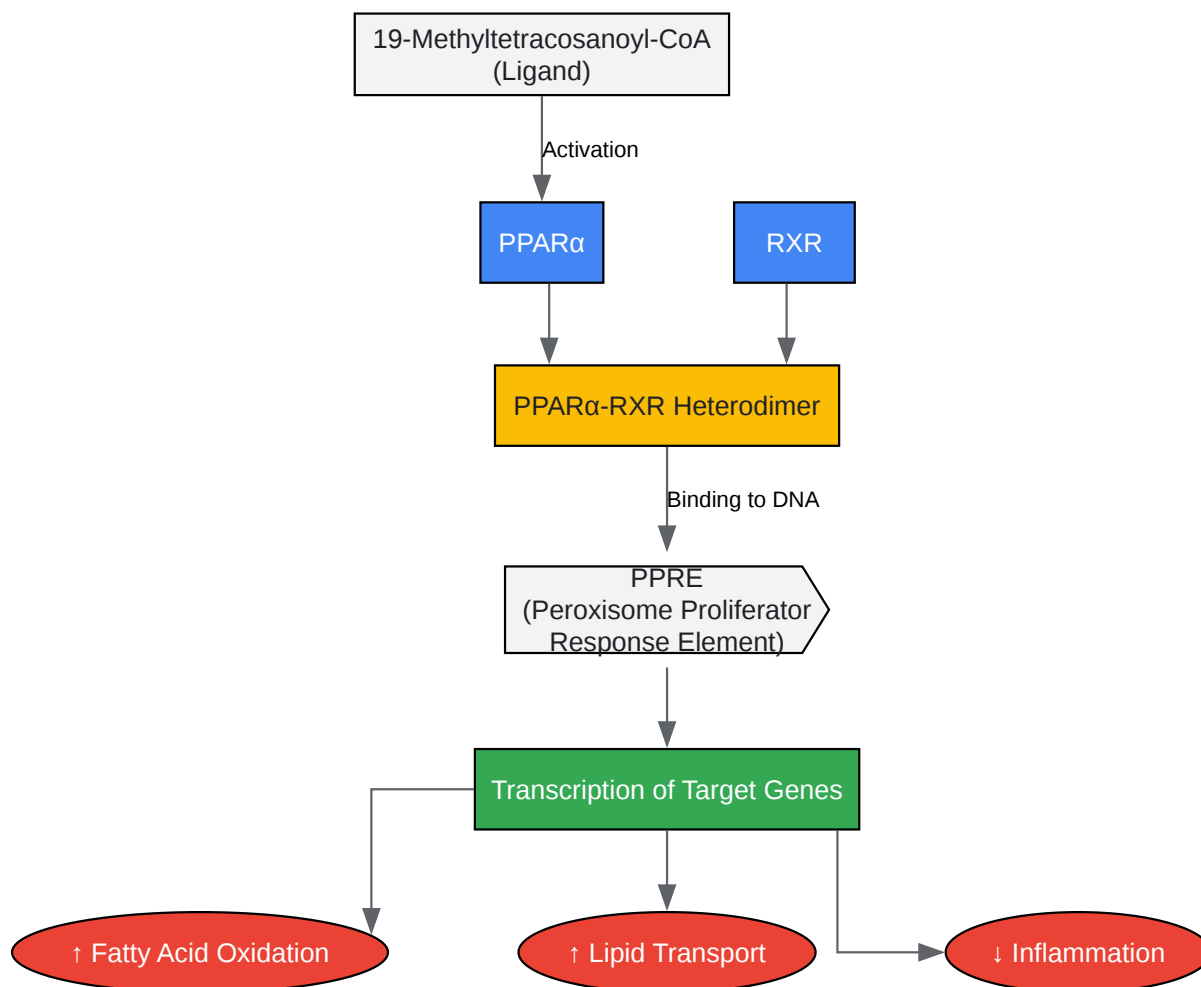 19-Methyltetracosanoyl-CoA
(Ligand)
Activation
PPARα
RXR
PPARα-RXR Heterodimer
Binding to DNA
PPRE
(Peroxisome Proliferator
Response Element)
Transcription of Target Genes
↑ Fatty Acid Oxidation
↑ Lipid Transport
↓ Inflammation